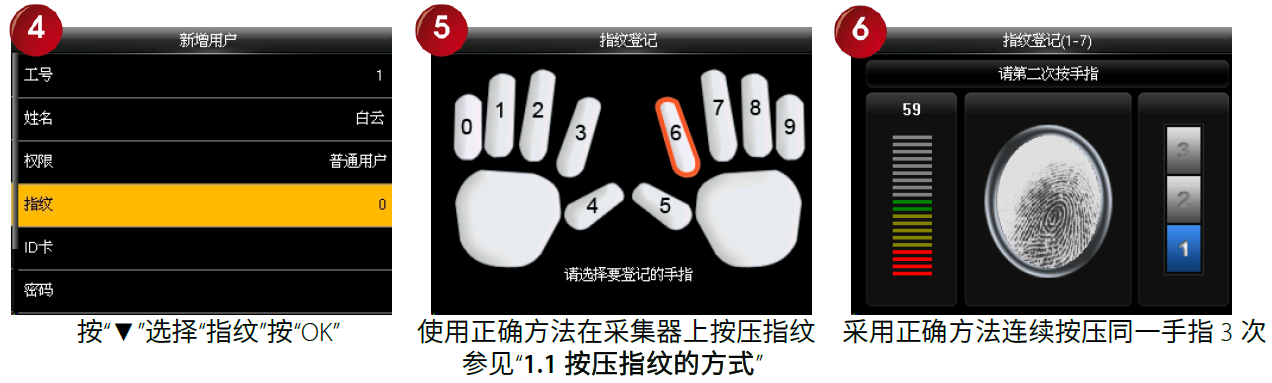 4
新增用户
工号 1
姓名 白云
权限 普通用户
指纹 0
ID卡
密码
按“▼”选择“指纹”按“OK”
5
指纹登记
0 1 2 3 4 5 6 7 8 9
请选择要登记的手指
使用正确方法在采集器上按压指纹
参见“1.1 按压指纹的方式”
6
指纹登记(1-7)
请第二次按手指
59
3
2
1
采用正确方法连续按压同一手指 3 次